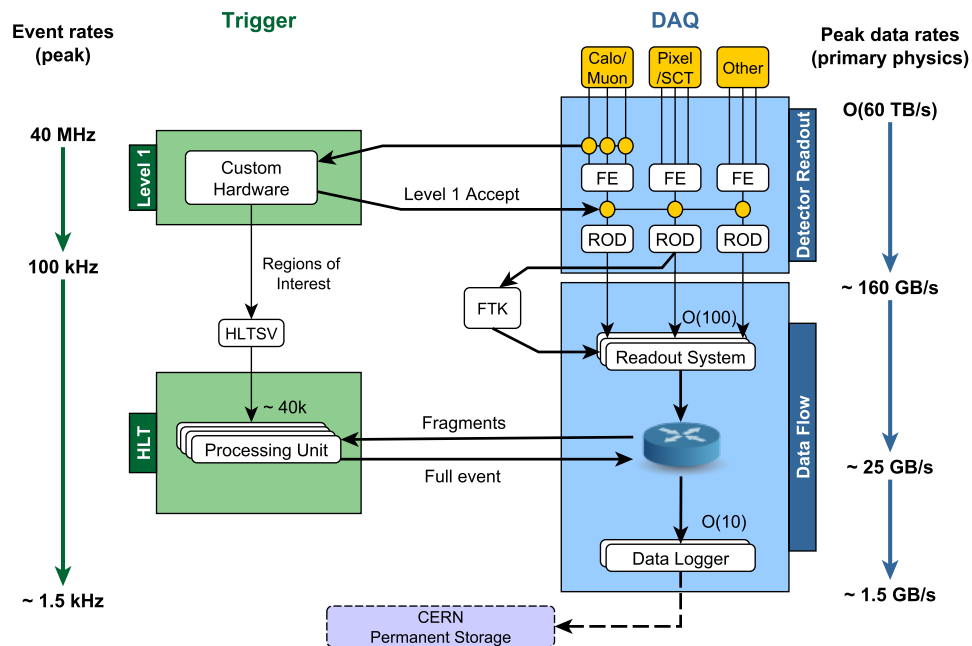 Trigger
DAQ
Event rates
(peak)
Peak data rates
(primary physics)
Calo/
Muon
Pixel
/SCT
Other
O(60 TB/s)
40 MHz
Level 1
Custom
Hardware
Level 1 Accept
FE
FE
FE
ROD
ROD
ROD
Detector Readout
100 kHz
Regions of
Interest
FTK
~ 160 GB/s
O(100)
HLTSV
Readout System
~ 40k
HLT
Processing Unit
Fragments
Full event
Data Flow
~ 25 GB/s
O(10)
Data Logger
~ 1.5 kHz
~ 1.5 GB/s
CERN
Permanent Storage